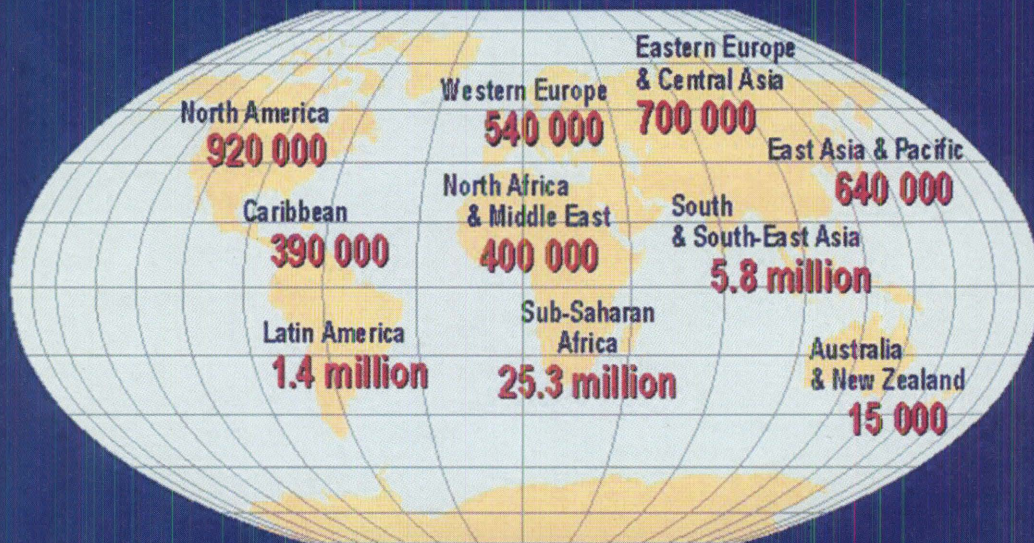 North America
920 000
Western Europe
540 000
Eastern Europe
& Central Asia
700 000
East Asia & Pacific
640 000
Caribbean
390 000
North Africa
& Middle East
400 000
South
& South-East Asia
5.8 million
Latin America
1.4 million
Sub-Saharan
Africa
25.3 million
Australia
& New Zealand
15 000